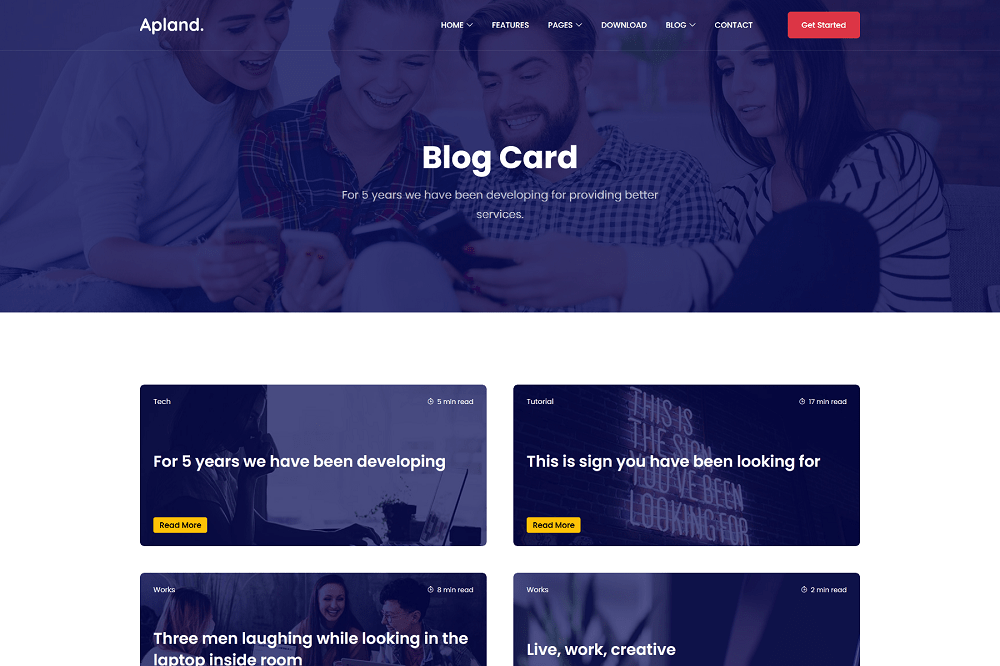 Apland.
HOME
FEATURES
PAGES
DOWNLOAD
BLOG
CONTACT
Get Started
Blog Card
For 5 years we have been developing for providing better
services.
Tech
5 min read
For 5 years we have been developing
Read More
Tutorial
17 min read
THIS IS
THE SIGN
YOU'VE BEEN
LOOKING FOR
This is sign you have been looking for
Read More
Works
8 min read
Three men laughing while looking in the
laptop inside room
Works
2 min read
Live, work, creative